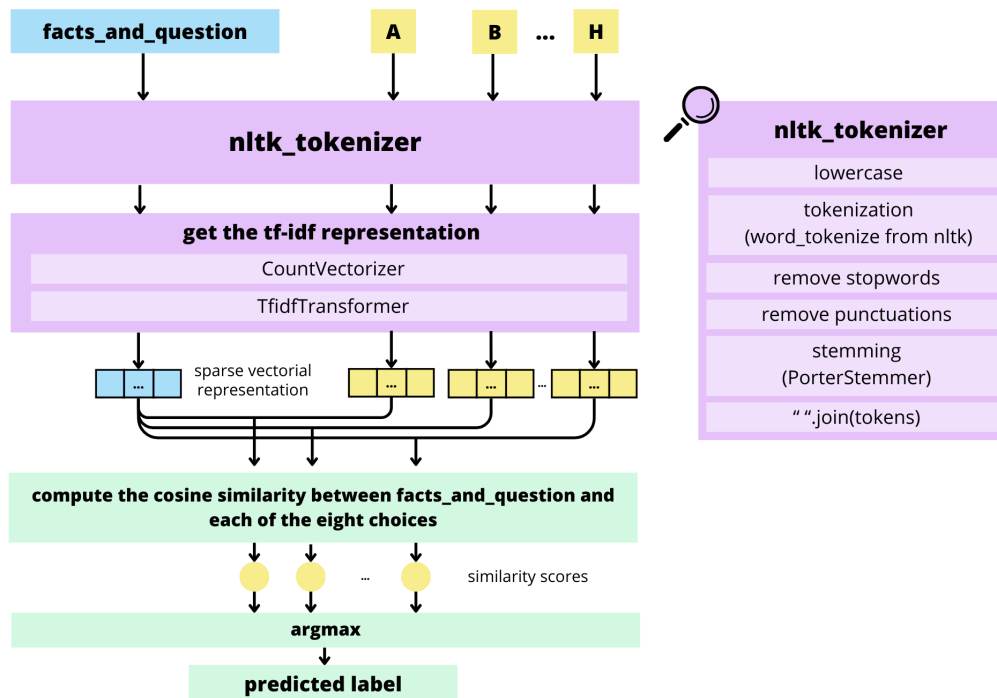 facts_and_question
A
B
...
H
nltk_tokenizer
get the tf-idf representation
CountVectorizer
TfidfTransformer
...
sparse vectorial
representation
...
...
...
...
compute the cosine similarity between facts_and_question and
each of the eight choices
...
similarity scores
argmax
predicted label
nltk_tokenizer
lowercase
tokenization
(word_tokenize from nltk)
remove stopwords
remove punctuations
stemming
(PorterStemmer)
“ “.join(tokens)